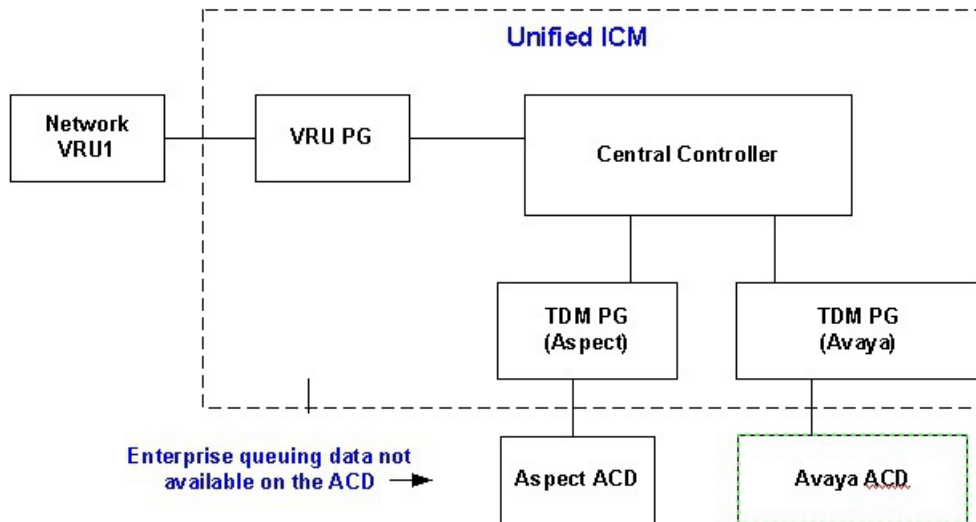 Unified ICM
Network
VRU1
VRU PG
Central Controller
TDM PG
(Aspect)
TDM PG
(Avaya)
Enterprise queuing data not
available on the ACD
Aspect ACD
Avaya ACD